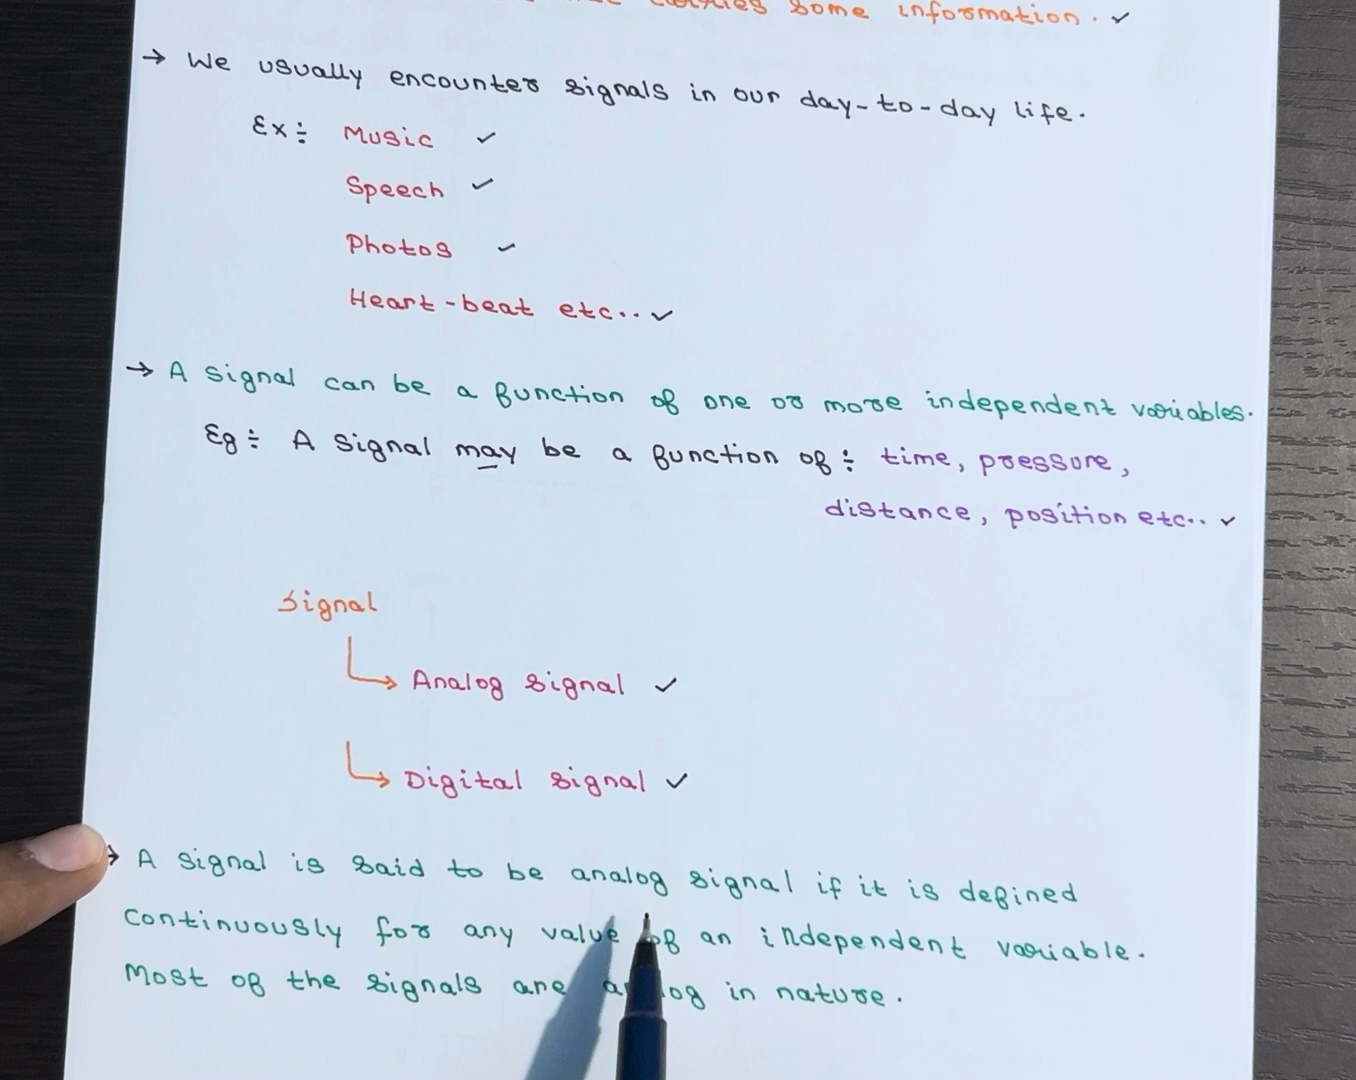 some information.
→ We usually encounter signals in our day-to-day life.
Ex: Music ✓
Speech ✓
Photos ✓
Heart-beat etc.. ✓
→ A signal can be a function of one or more independent variables.
Eg: A signal may be a function of: time, pressure,
distance, position etc.. ✓
Signal
Analog signal ✓
Digital signal ✓
→ A signal is said to be analog signal if it is defined
continuously for any value of an independent variable.
Most of the signals are analog in nature.